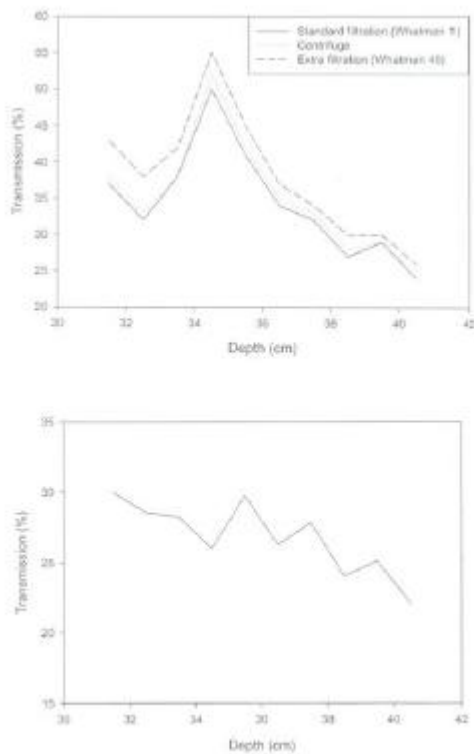 60
55
50
45
40
35
30
25
20
Transmission (%)
Standard filtration (Whatman 1)
Centrifuge
Extra filtration (Whatman 48)
30 32 34 36 38 40 42
Depth (cm)
35
30
25
20
15
Transmission (%)
30 32 34 36 38 40 42
Depth (cm)